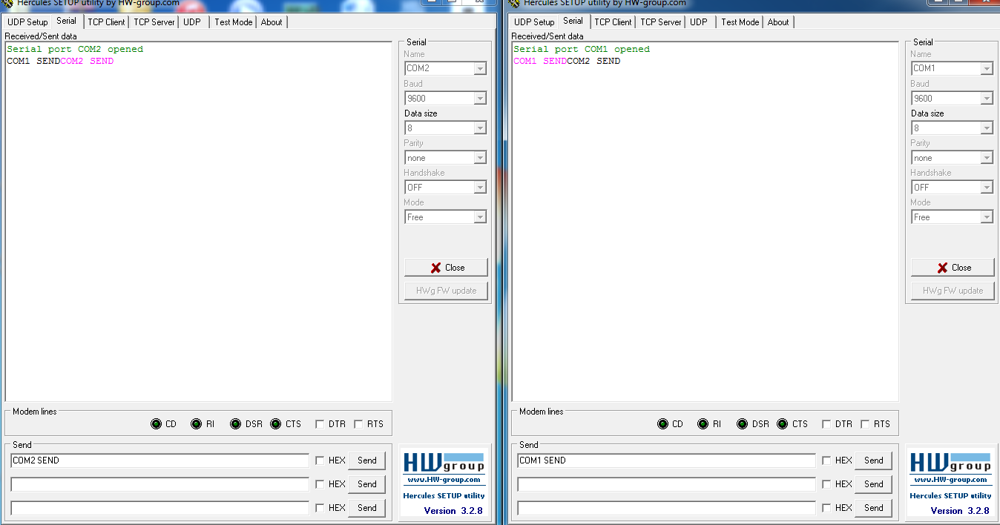 Hercules SETUP utility by HW-group.com
UDP Setup Serial TCP Client TCP Server UDP Test Mode About
Received/Sent data
Serial port COM2 opened
COM1 SENDCOM2 SEND
Serial
Name
COM2
Baud
9600
Data size
8
Parity
none
Handshake
OFF
Mode
Free
Close
HWg FW update
Modem lines
CD RI DSR CTS DTR RTS
Send
COM2 SEND HEX Send
HEX Send
HEX Send
HW group
www.HW-group.com
Hercules SETUP utility
Version 3.2.8
Hercules SETUP utility by HW-group.com
UDP Setup Serial TCP Client TCP Server UDP Test Mode About
Received/Sent data
Serial port COM1 opened
COM1 SENDCOM2 SEND
Serial
Name
COM1
Baud
9600
Data size
8
Parity
none
Handshake
OFF
Mode
Free
Close
HWg FW update
Modem lines
CD RI DSR CTS DTR RTS
Send
COM1 SEND HEX Send
HEX Send
HEX Send
HW group
www.HW-group.com
Hercules SETUP utility
Version 3.2.8